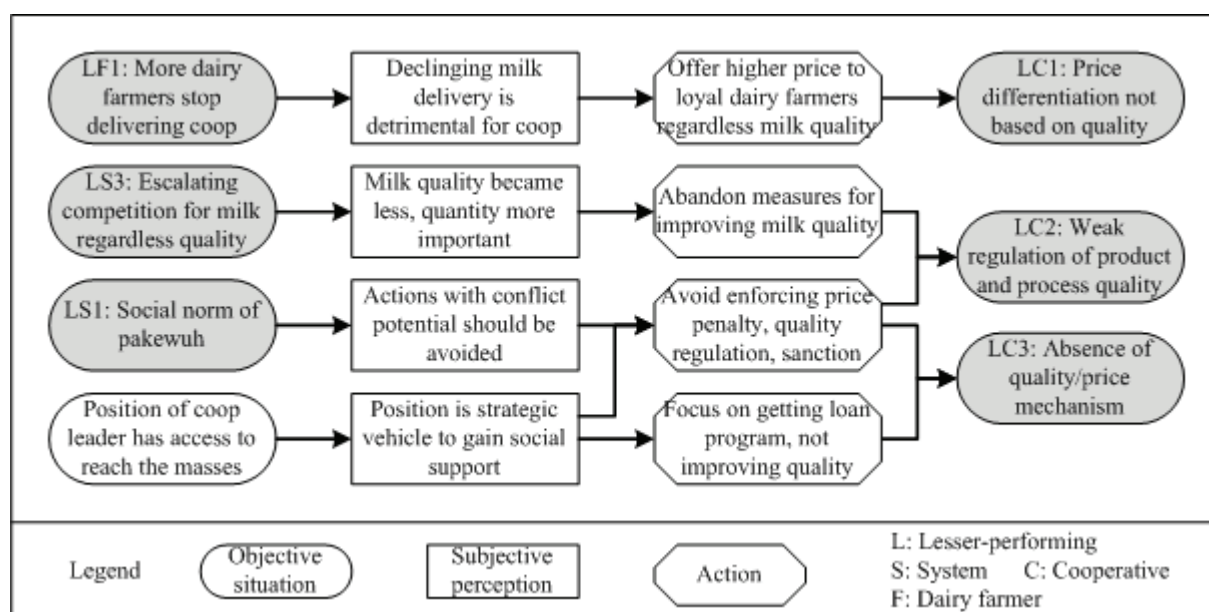 LF1: More dairy
farmers stop
delivering coop
Declinging milk
delivery is
detrimental for coop
Offer higher price to
loyal dairy farmers
regardless milk quality
LC1: Price
differentiation not
based on quality
LS3: Escalating
competition for milk
regardless quality
Milk quality became
less, quantity more
important
Abandon measures for
improving milk quality
LC2: Weak
regulation of product
and process quality
LS1: Social norm of
pakewuh
Actions with conflict
potential should be
avoided
Avoid enforcing price
penalty, quality
regulation, sanction
LC3: Absence of
quality/price
mechanism
Position of coop
leader has access to
reach the masses
Position is strategic
vehicle to gain social
support
Focus on getting loan
program, not
improving quality
Legend
Objective
situation
Subjective
perception
Action
L: Lesser-performing
S: System C: Cooperative
F: Dairy farmer